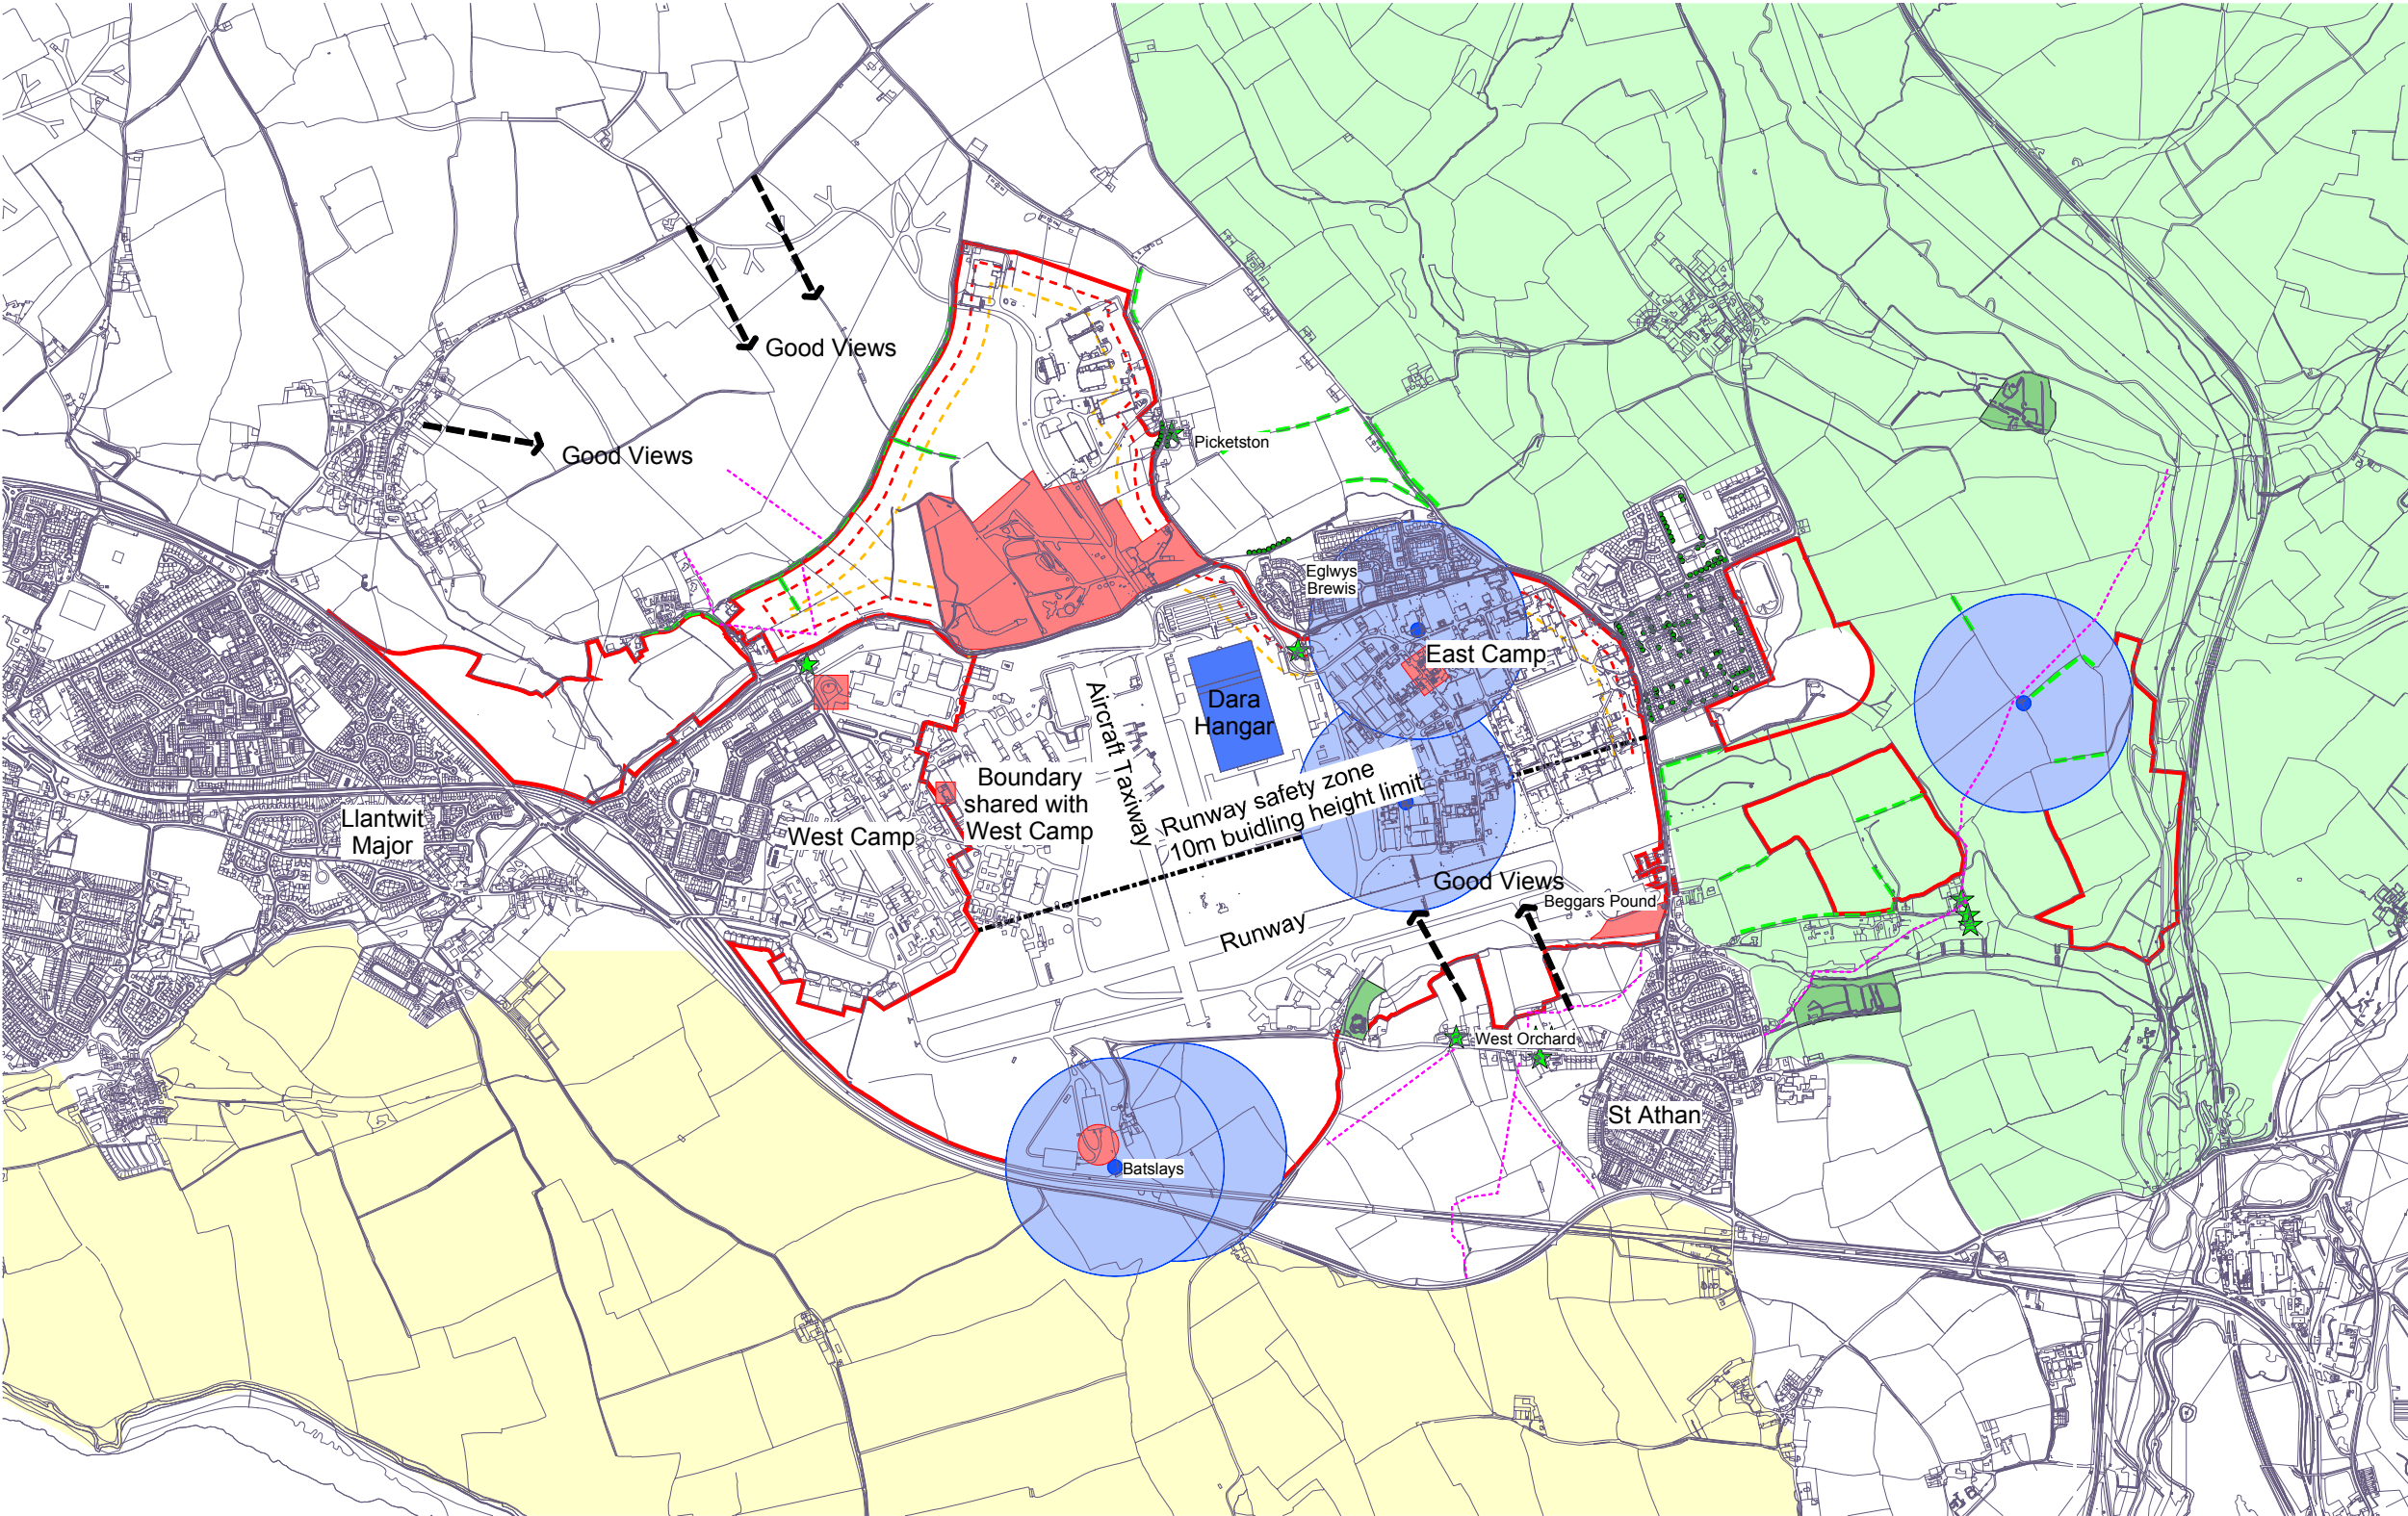 Good Views
Good Views
Picketston
Eglwys
Brewis
East Camp
Dara
Hangar
Aircraft Taxiway
Boundary
shared with
West Camp
Runway safety zone
10m buidling height limit
Llantwit
Major
West Camp
Good Views
Beggars Pound
Runway
West Orchard
St Athan
Batslays